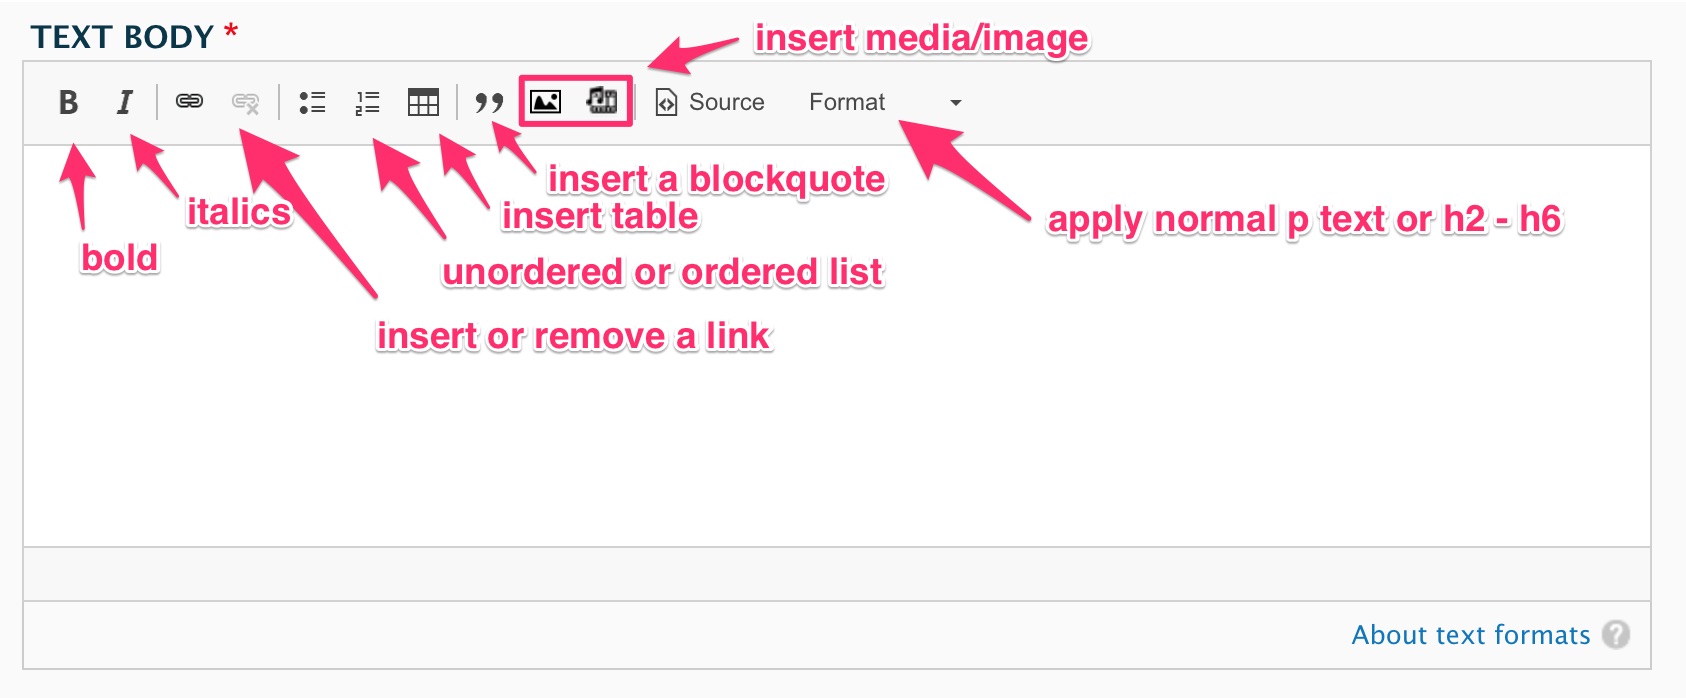 TEXT BODY *
insert media/image
B I Source Format
insert a blockquote
italics
insert table
apply normal p text or h2 - h6
bold
unordered or ordered list
insert or remove a link
About text formats ?